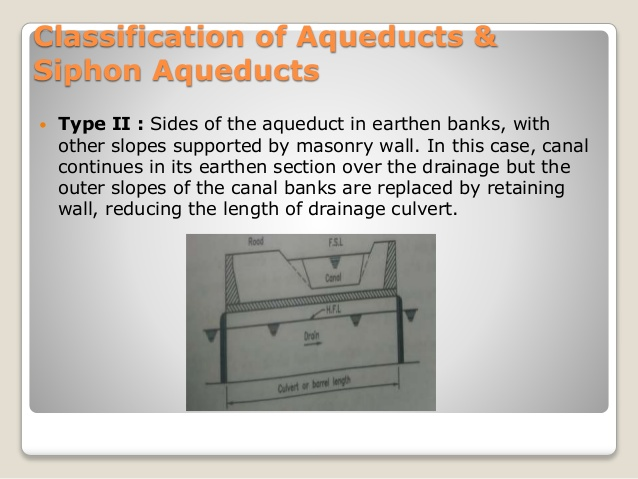 Classification of Aqueducts &
Siphon Aqueducts
Type II : Sides of the aqueduct in earthen banks, with
other slopes supported by masonry wall. In this case, canal
continues in its earthen section over the drainage but the
outer slopes of the canal banks are replaced by retaining
wall, reducing the length of drainage culvert.
Road F.S.L
Canal
H.F.L
Drain
Culvert or barrel length